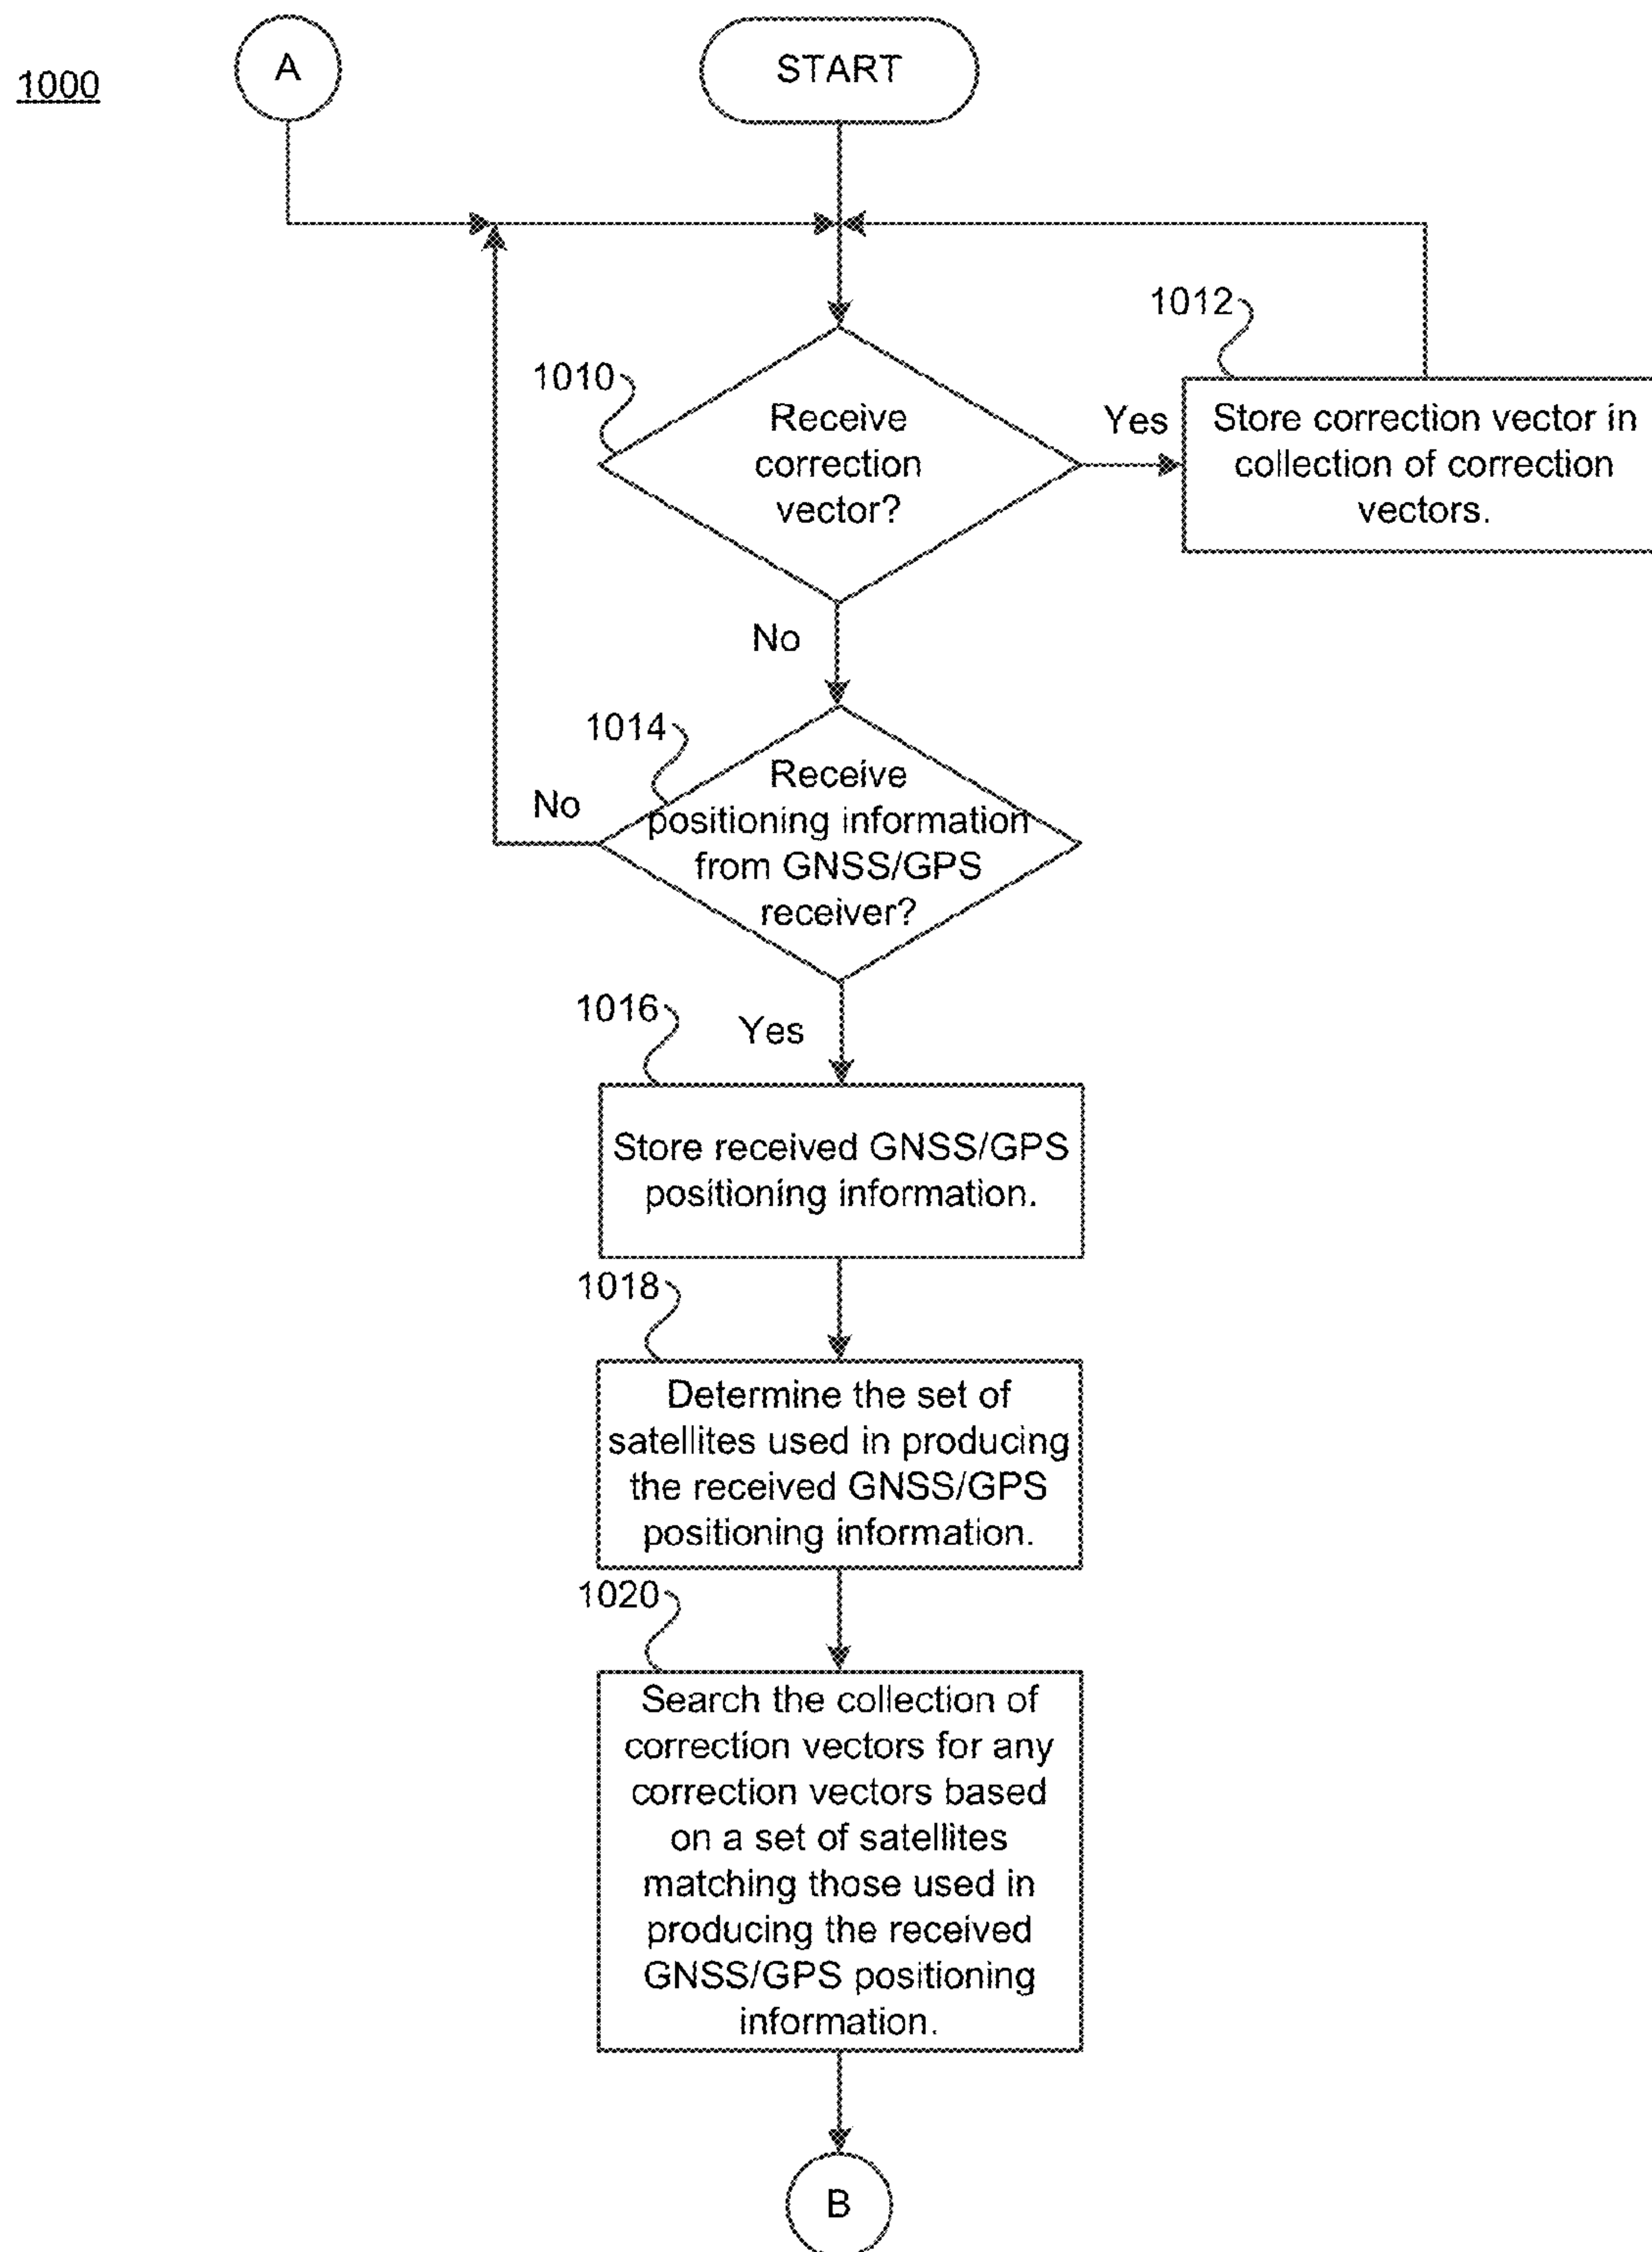 1000
A
START
1012
1010
Receive
correction
vector?
Yes
Store correction vector in
collection of correction
vectors.
No
1014
Receive
positioning information
from GNSS/GPS
receiver?
No
1016
Yes
Store received GNSS/GPS
positioning information.
1018
Determine the set of
satellites used in producing
the received GNSS/GPS
positioning information.
1020
Search the collection of
correction vectors for any
correction vectors based
on a set of satellites
matching those used in
producing the received
GNSS/GPS positioning
information.
B